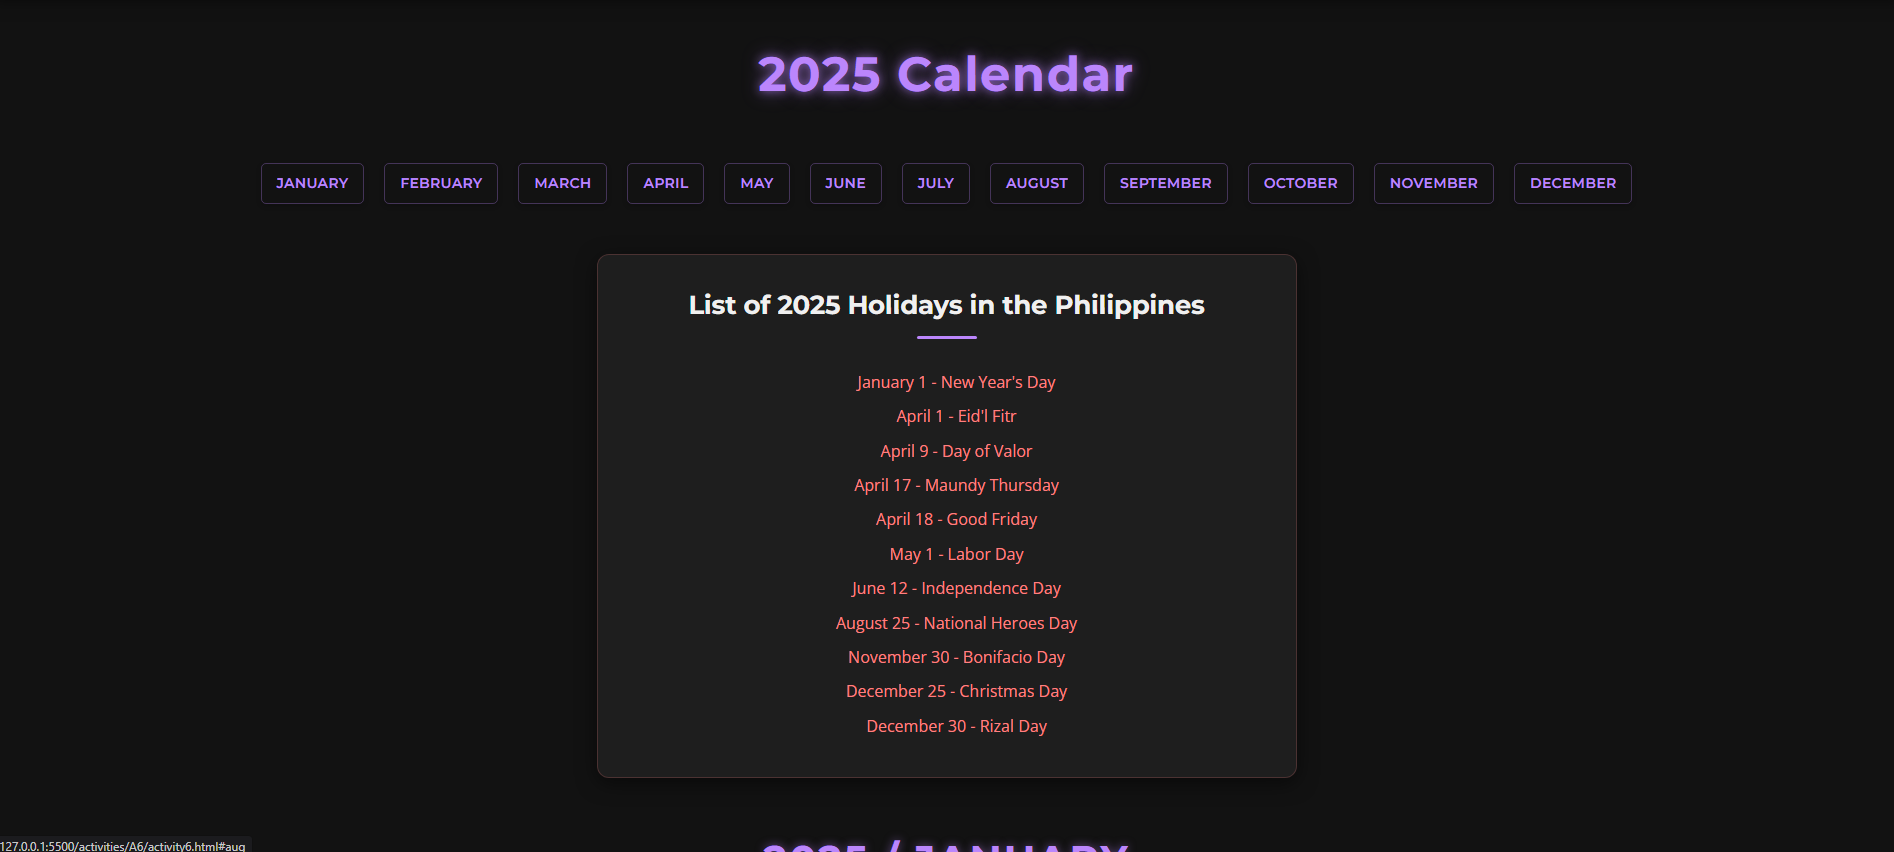 2025 Calendar
JANUARY FEBRUARY MARCH APRIL MAY JUNE JULY AUGUST SEPTEMBER OCTOBER NOVEMBER DECEMBER
List of 2025 Holidays in the Philippines
January 1 - New Year's Day
April 1 - Eid'l Fitr
April 9 - Day of Valor
April 17 - Maundy Thursday
April 18 - Good Friday
May 1 - Labor Day
June 12 - Independence Day
August 25 - National Heroes Day
November 30 - Bonifacio Day
December 25 - Christmas Day
December 30 - Rizal Day
2025 / JANUARY
127.0.0.1:5500/activities/A6/activity6.html#aug